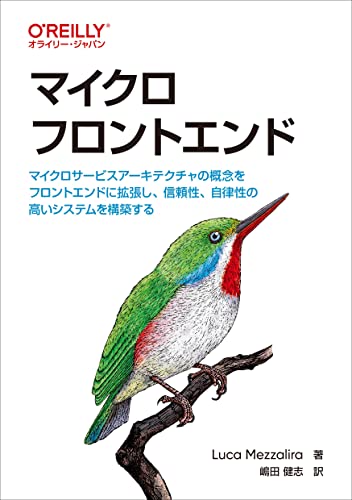 O'REILLY®
オライリー・ジャパン
マイクロ
フロントエンド
マイクロサービスアーキテクチャの概念を
フロントエンドに拡張し、信頼性、自律性の
高いシステムを構築する
Luca Mezzalira 著
嶋田 健志 訳